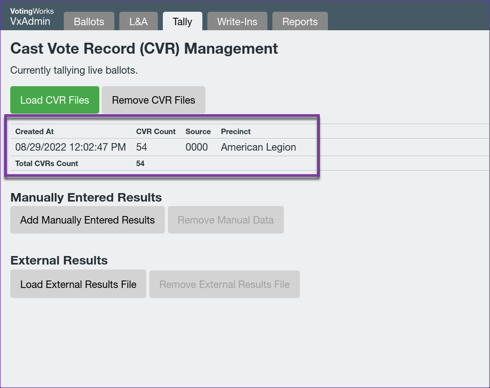 VotingWorks
VxAdmin
Ballots L&A Tally Write-Ins Reports
Cast Vote Record (CVR) Management
Currently tallying live ballots.
Load CVR Files Remove CVR Files
Created At CVR Count Source Precinct
08/29/2022 12:02:47 PM 54 0000 American Legion
Total CVRs Count 54
Manually Entered Results
Add Manually Entered Results Remove Manual Data
External Results
Load External Results File Remove External Results File